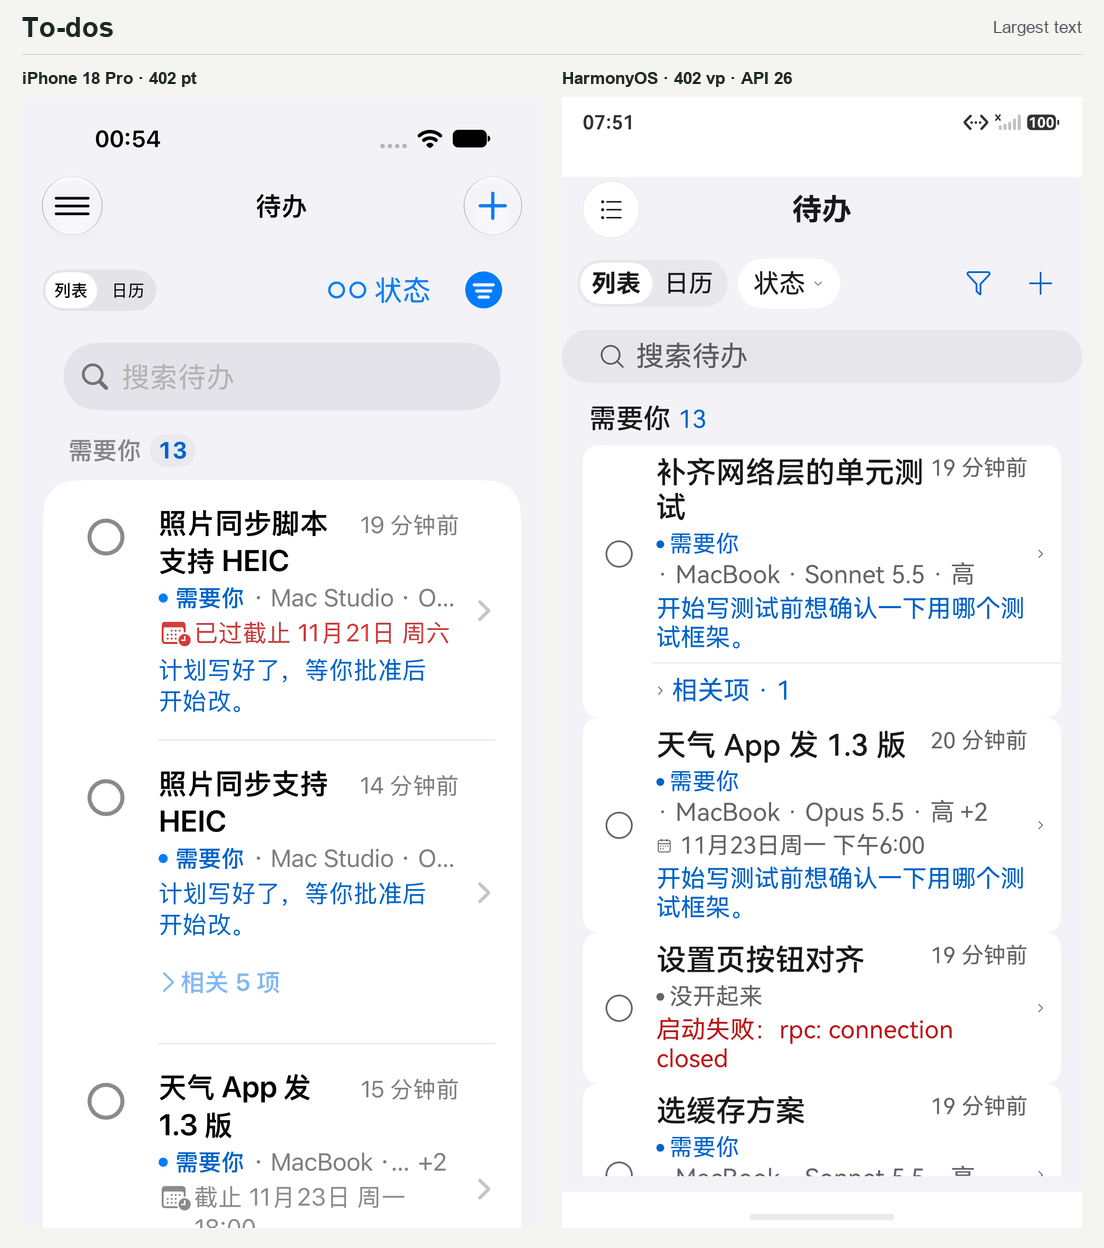 To-dos
Largest text
iPhone 18 Pro · 402 pt
00:54
待办
列表 日历
状态
搜索待办
需要你 13
照片同步脚本 19 分钟前
支持 HEIC
需要你 · Mac Studio · O...
已过截止 11月21日 周六
计划写好了，等你批准后
开始改。
照片同步支持 14 分钟前
HEIC
需要你 · Mac Studio · O...
计划写好了，等你批准后
开始改。
相关 5 项
天气 App 发 15 分钟前
1.3 版
需要你 · MacBook ·... +2
截止 11月23日 周一
18:00
HarmonyOS · 402 vp · API 26
07:51 100
待办
列表 日历 状态
搜索待办
需要你 13
补齐网络层的单元测 19 分钟前
试
需要你
· MacBook · Sonnet 5.5 · 高
开始写测试前想确认一下用哪个测
试框架。
相关项 · 1
天气 App 发 1.3 版 20 分钟前
需要你
· MacBook · Opus 5.5 · 高 +2
11月23日周一 下午6:00
开始写测试前想确认一下用哪个测
试框架。
设置页按钮对齐 19 分钟前
没开起来
启动失败：rpc: connection
closed
选缓存方案 19 分钟前
需要你
· MacBook · Sonnet 5.5 · 高